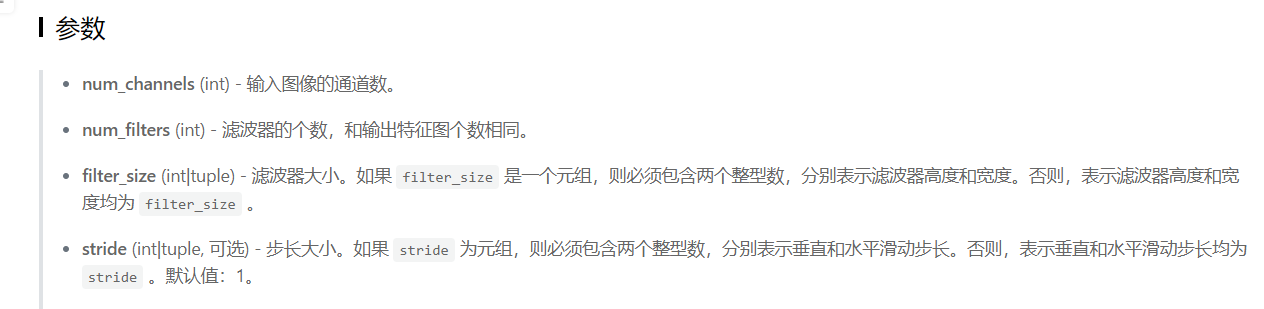 参数
num_channels (int) - 输入图像的通道数。
num_filters (int) - 滤波器的个数，和输出特征图个数相同。
filter_size (int|tuple) - 滤波器大小。如果 filter_size 是一个元组，则必须包含两个整型数，分别表示滤波器高度和宽度。否则，表示滤波器高度和宽
度均为 filter_size 。
stride (int|tuple, 可选) - 步长大小。如果 stride 为元组，则必须包含两个整型数，分别表示垂直和水平滑动步长。否则，表示垂直和水平滑动步长均为
stride 。默认值：1。